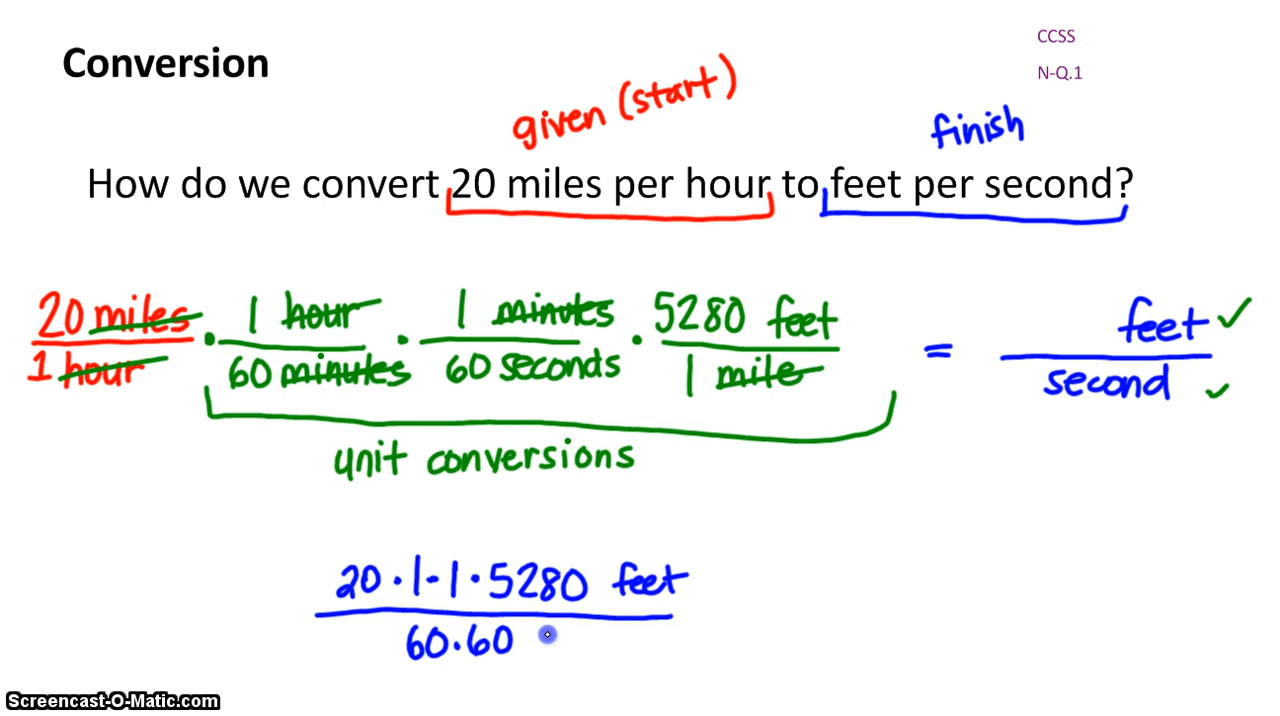 CCSS
Conversion
N-Q.1
given (start)
finish
How do we convert 20 miles per hour to feet per second?
20 miles · 1 hour · 1 minutes · 5280 feet = feet ✓
1 hour 60 minutes 60 seconds 1 mile second ✓
unit conversions
20 · 1 · 1 · 5280 feet
60 · 60
Screencast-O-Matic.com